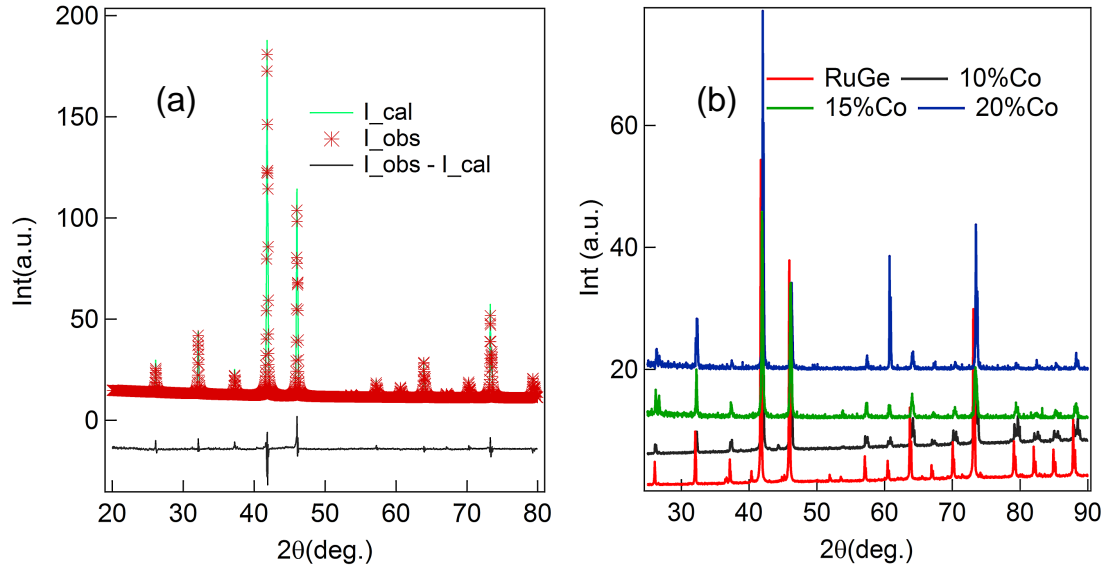 (a)
I_cal
I_obs
I_obs - I_cal
200
150
100
50
0
Int(a.u.)
20 30 40 50 60 70 80
2θ(deg.)
(b)
RuGe 10%Co
15%Co 20%Co
60
40
20
Int (a.u.)
30 40 50 60 70 80 90
2θ(deg.)